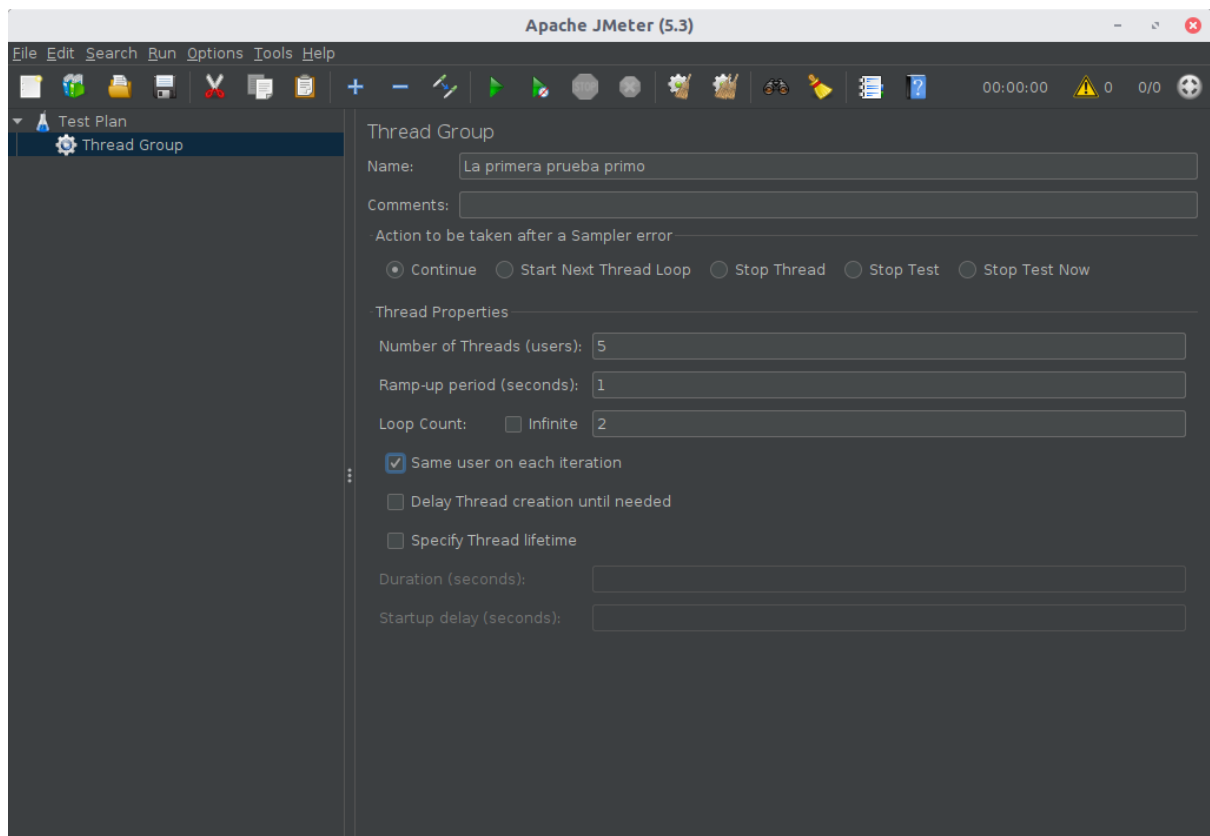 Apache JMeter (5.3)
File Edit Search Run Options Tools Help
STOP 00:00:00 0 0/0
Test Plan
Thread Group
Thread Group
Name: La primera prueba primo
Comments:
Action to be taken after a Sampler error
Continue Start Next Thread Loop Stop Thread Stop Test Stop Test Now
Thread Properties
Number of Threads (users): 5
Ramp-up period (seconds): 1
Loop Count: Infinite 2
Same user on each iteration
Delay Thread creation until needed
Specify Thread lifetime
Duration (seconds):
Startup delay (seconds):